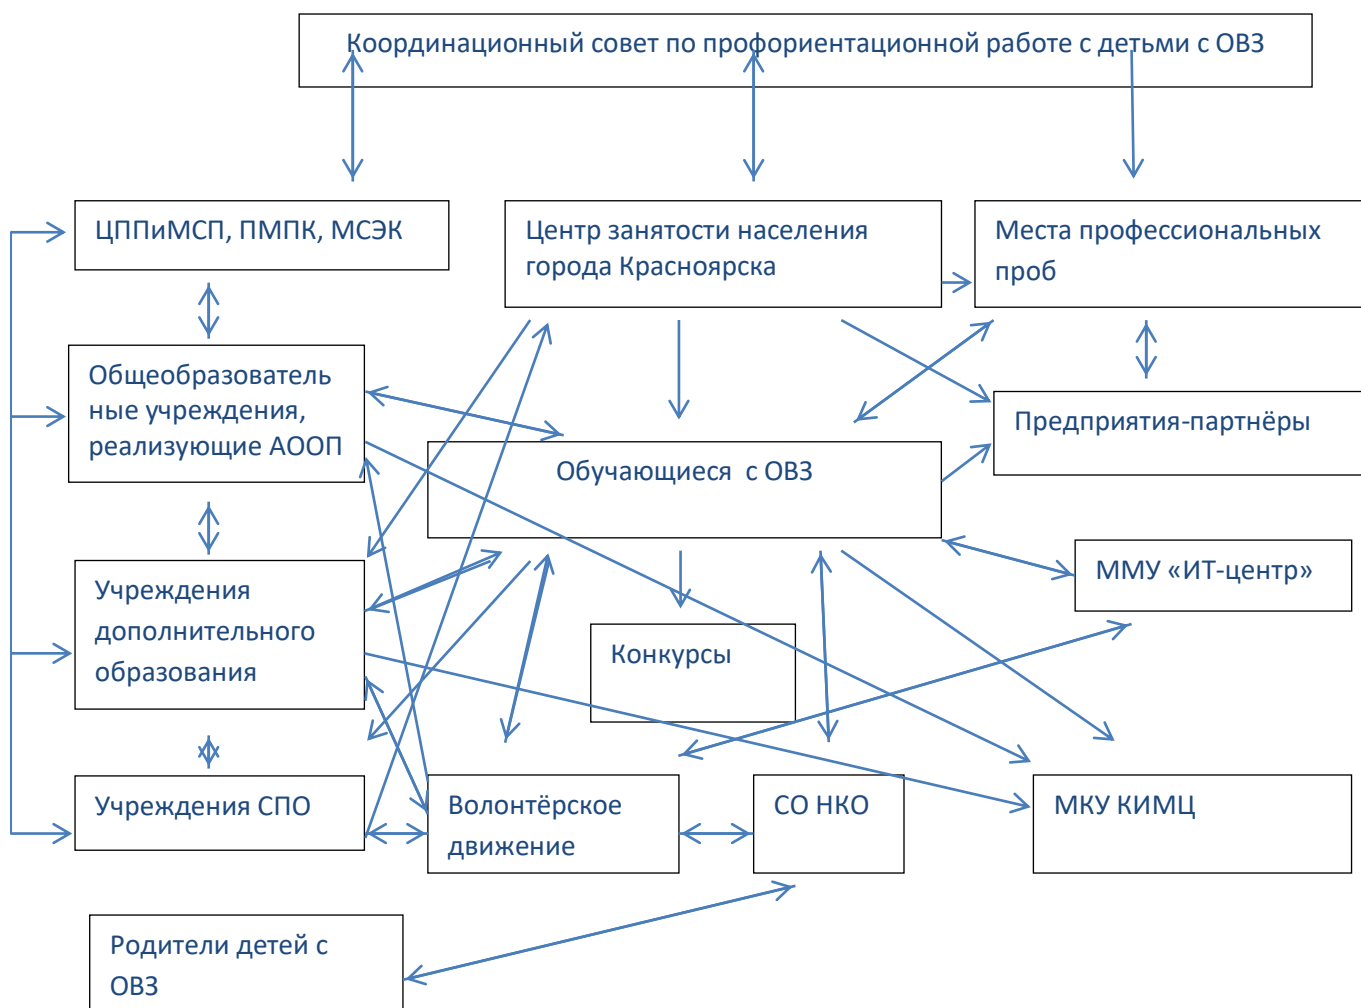 Координационный совет по профориентационной работе с детьми с ОВЗ
ЦППиМСП, ПМПК, МСЭК
Центр занятости населения
города Красноярска
Места профессиональных
проб
Общеобразователь
ные учреждения,
реализующие АООП
Предприятия-партнёры
Обучающиеся с ОВЗ
Учреждения
дополнительного
образования
ММУ «ИТ-центр»
Конкурсы
Учреждения СПО
Волонтёрское
движение
СО НКО
МКУ КИМЦ
Родители детей с
ОВЗ